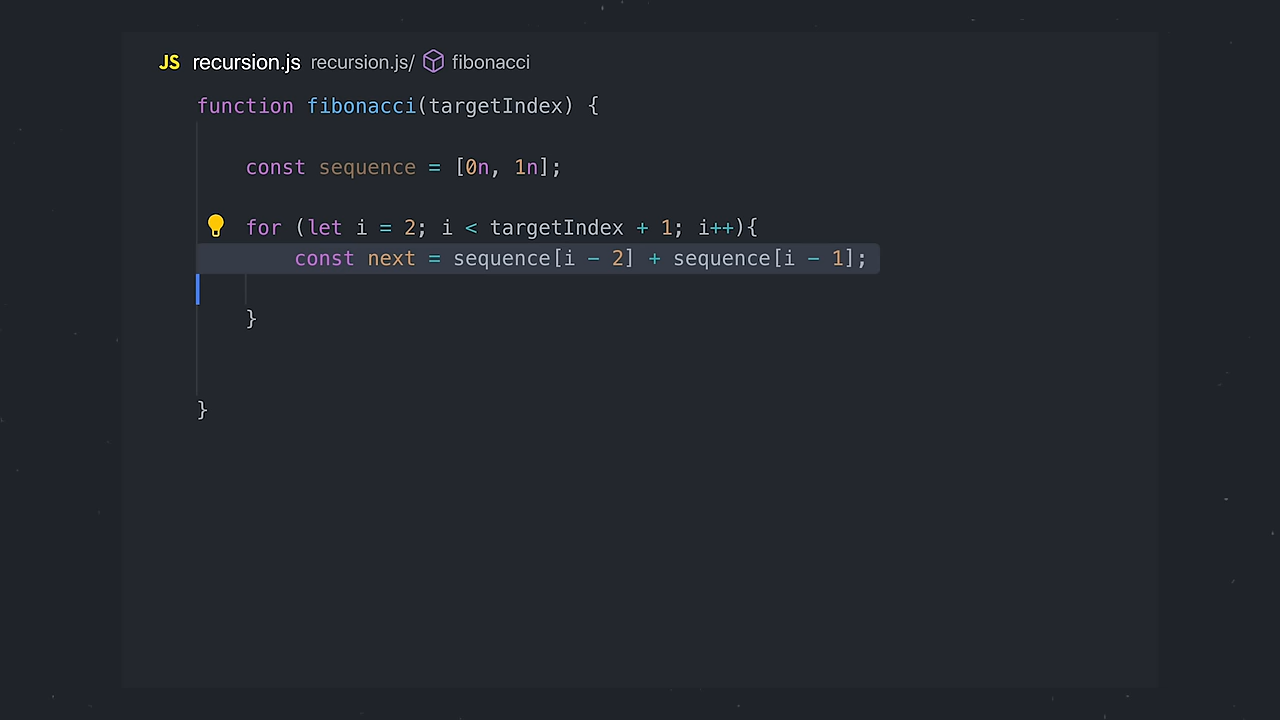 JS recursion.js recursion.js/ fibonacci
function fibonacci(targetIndex) {
const sequence = [0n, 1n];
for (let i = 2; i < targetIndex + 1; i++){
const next = sequence[i - 2] + sequence[i - 1];
}
}